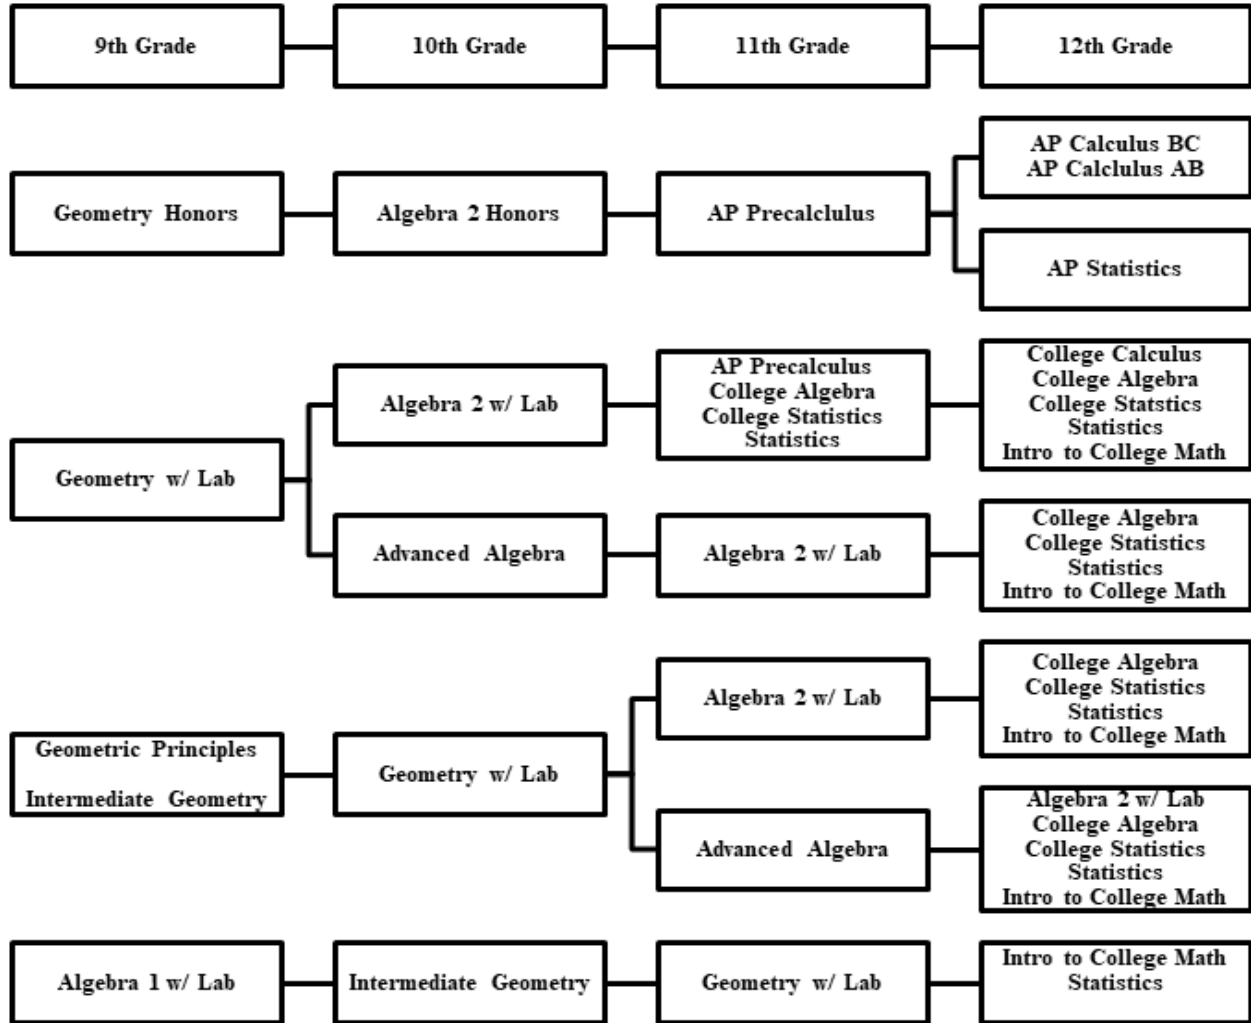 9th Grade
10th Grade
11th Grade
12th Grade
Geometry Honors
Algebra 2 Honors
AP Precalclulus
AP Calculus BC
AP Calclulus AB
AP Statistics
Geometry w/ Lab
Algebra 2 w/ Lab
AP Precalculus
College Algebra
College Statistics
Statistics
College Calculus
College Algebra
College Statstics
Statistics
Intro to College Math
Advanced Algebra
Algebra 2 w/ Lab
College Algebra
College Statistics
Statistics
Intro to College Math
Geometric Principles
Intermediate Geometry
Geometry w/ Lab
Algebra 2 w/ Lab
College Algebra
College Statistics
Statistics
Intro to College Math
Advanced Algebra
Algebra 2 w/ Lab
College Algebra
College Statistics
Statistics
Intro to College Math
Algebra 1 w/ Lab
Intermediate Geometry
Geometry w/ Lab
Intro to College Math
Statistics